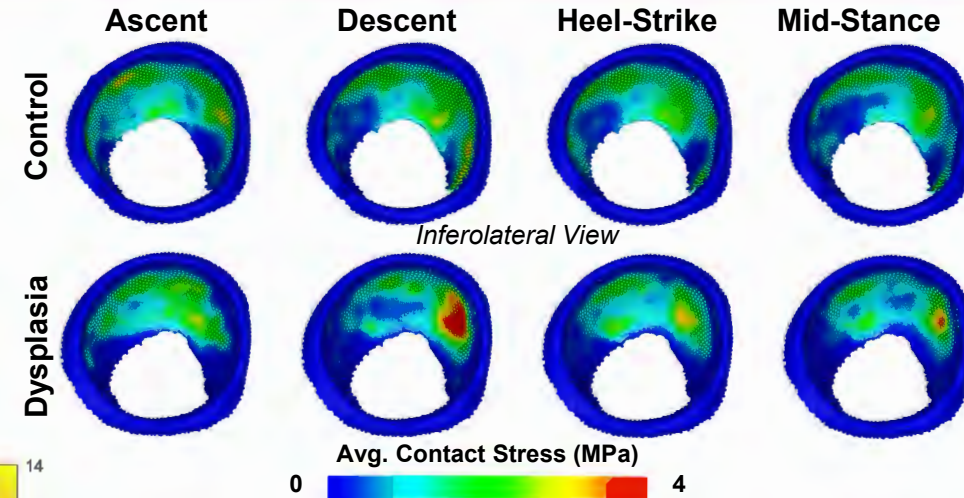 Ascent Descent Heel-Strike Mid-Stance
Control
Inferolateral View
Dysplasia
Avg. Contact Stress (MPa)
14
0 4